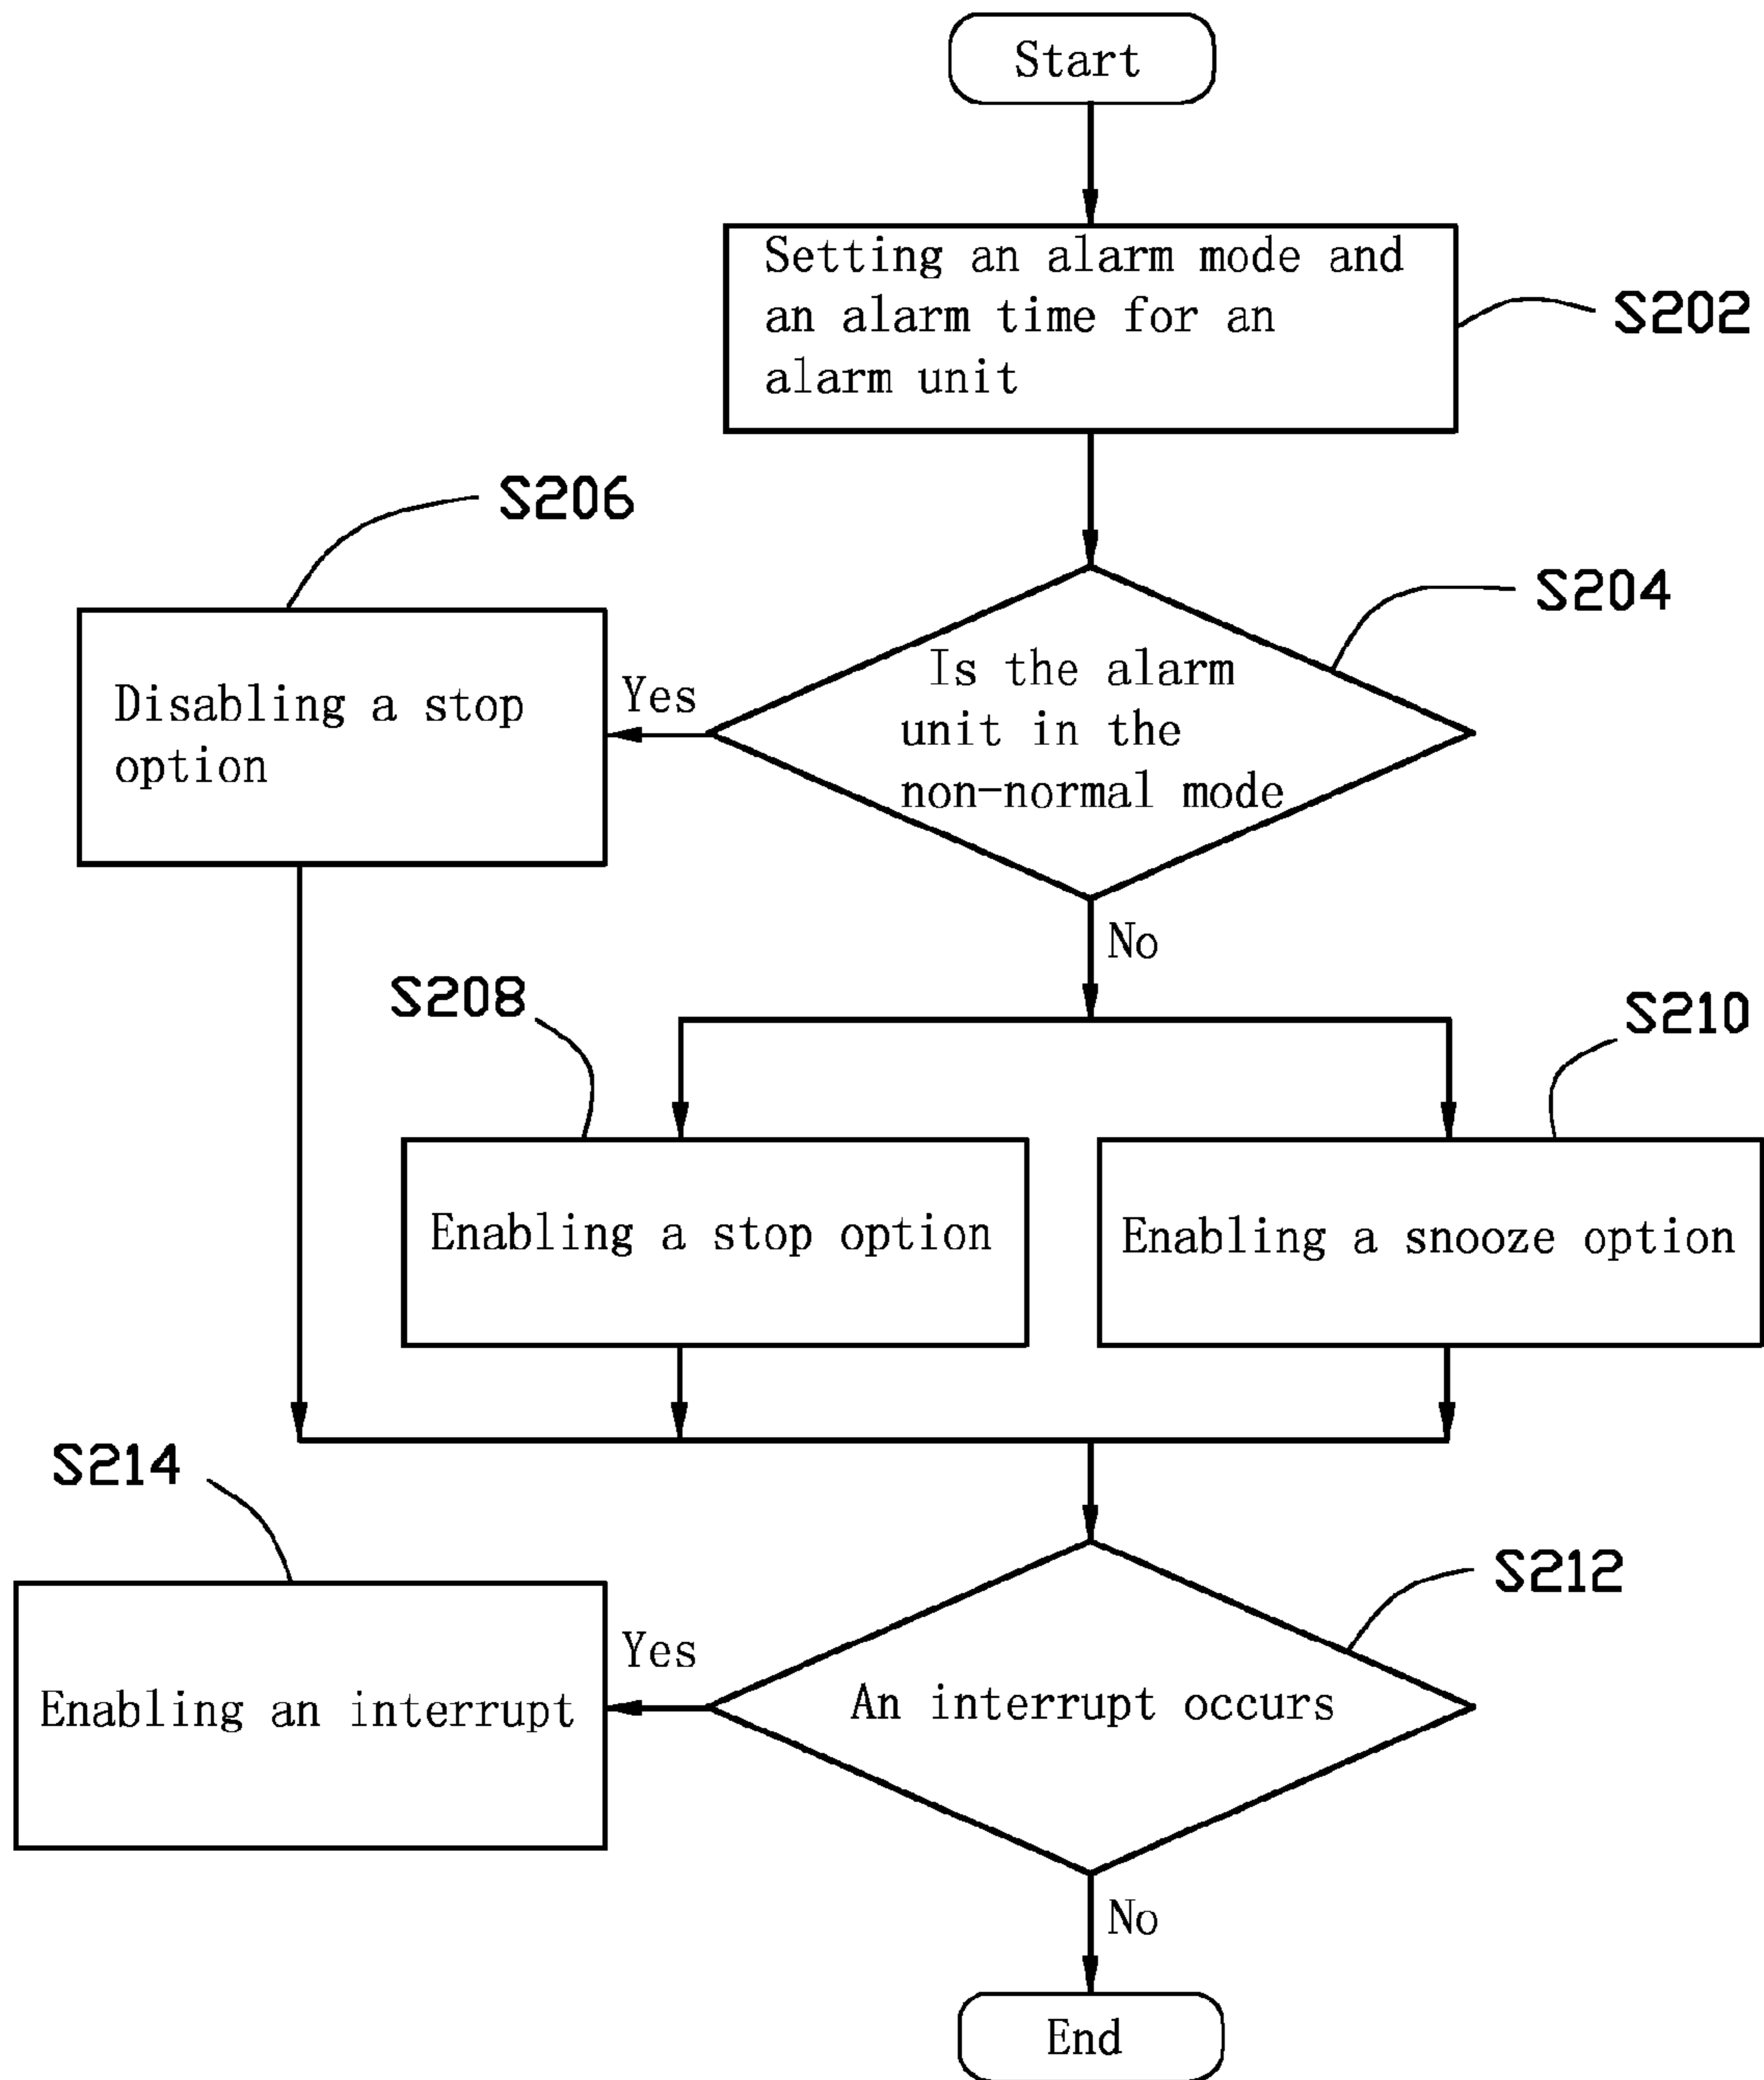 Start
Setting an alarm mode and
an alarm time for an
alarm unit
S202
S206
S204
Disabling a stop
option
Yes
Is the alarm
unit in the
non-normal mode
No
S208
S210
Enabling a stop option
Enabling a snooze option
S214
S212
Yes
Enabling an interrupt
An interrupt occurs
No
End